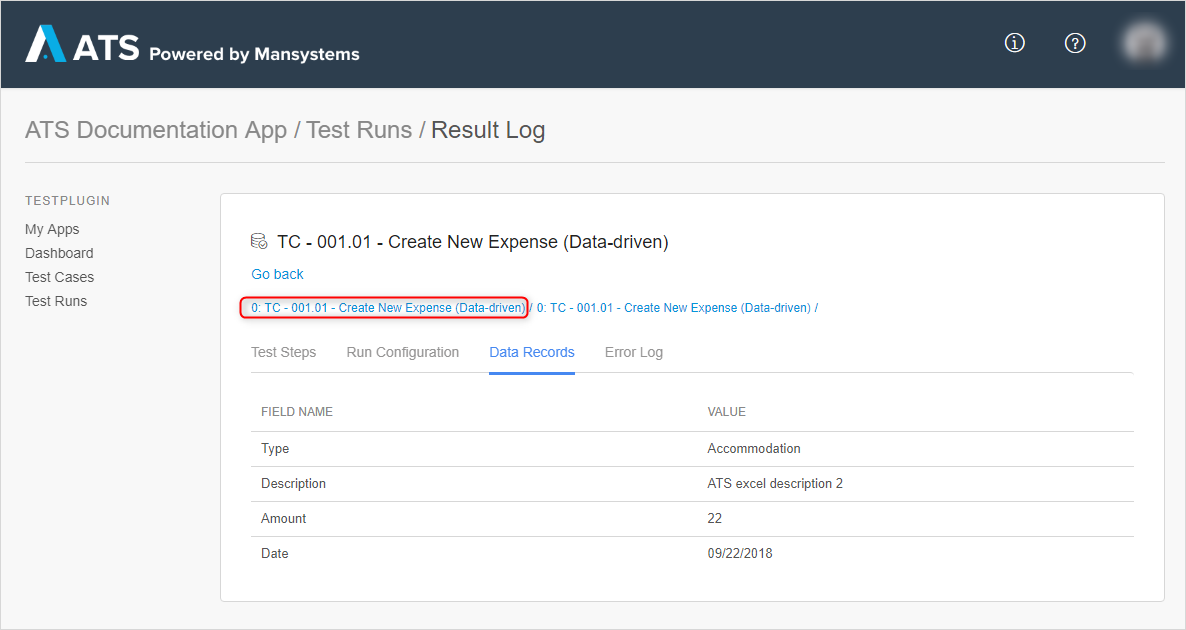 ATS Powered by Mansystems
ATS Documentation App / Test Runs / Result Log
TESTPLUGIN
My Apps
Dashboard
Test Cases
Test Runs
TC - 001.01 - Create New Expense (Data-driven)
Go back
0: TC - 001.01 - Create New Expense (Data-driven) / 0: TC - 001.01 - Create New Expense (Data-driven) /
Test Steps Run Configuration Data Records Error Log
FIELD NAME VALUE
Type Accommodation
Description ATS excel description 2
Amount 22
Date 09/22/2018